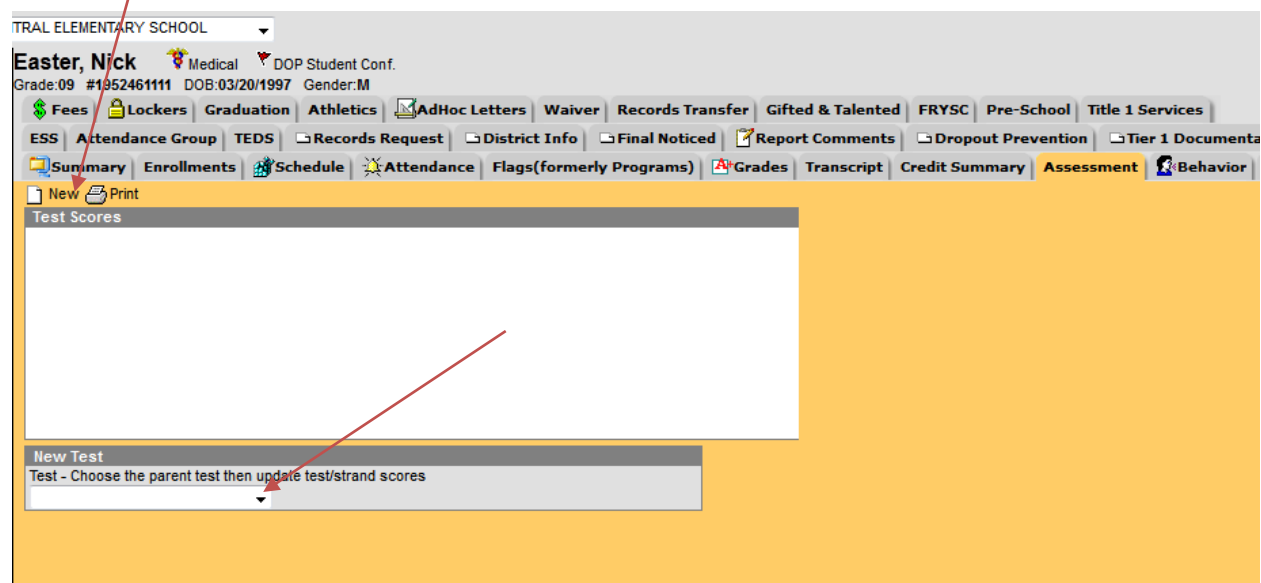 TRAL ELEMENTARY SCHOOL
Easter, Nick Medical DOP Student Conf.
Grade:09 #1952461111 DOB:03/20/1997 Gender:M
Fees Lockers Graduation Athletics AdHoc Letters Waiver Records Transfer Gifted & Talented FRYSC Pre-School Title 1 Services
ESS Attendance Group TEDS Records Request District Info Final Noticed Report Comments Dropout Prevention Tier 1 Documenta
Summary Enrollments Schedule Attendance Flags(formerly Programs) Grades Transcript Credit Summary Assessment Behavior
New Print
Test Scores
New Test
Test - Choose the parent test then update test/strand scores